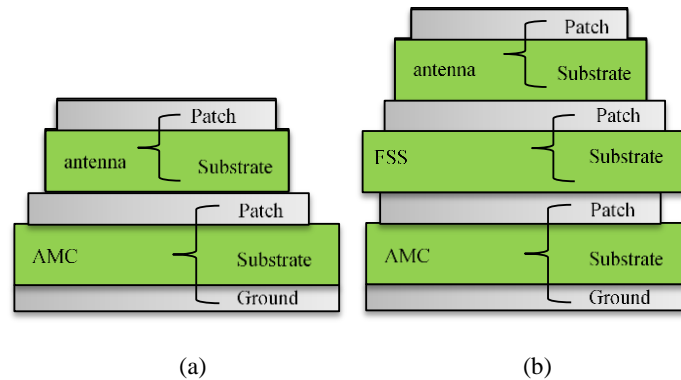 Patch
antenna
Substrate
Patch
AMC
Substrate
Ground
(a)
Patch
antenna
Substrate
Patch
FSS
Substrate
Patch
AMC
Substrate
Ground
(b)